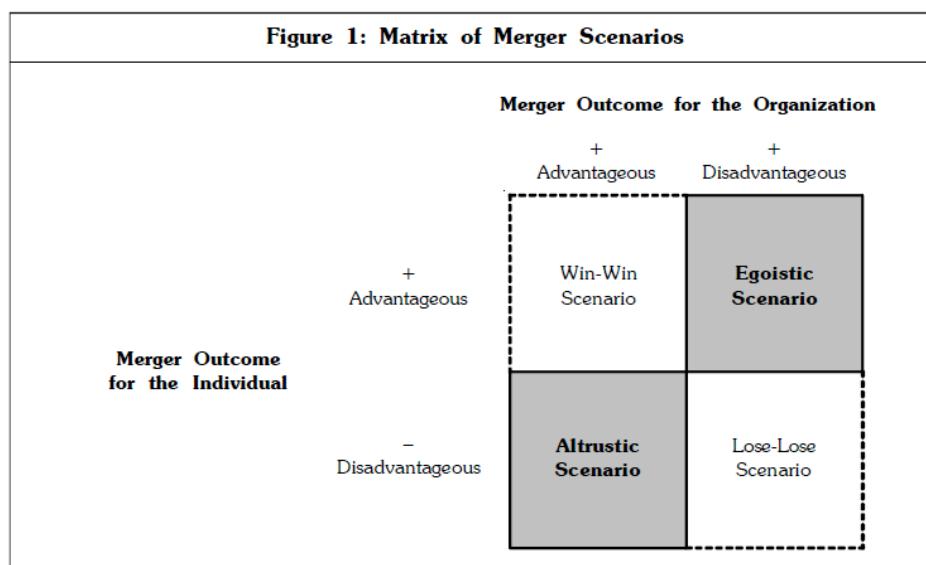 Figure 1: Matrix of Merger Scenarios
Merger Outcome for the Organization
+
Advantageous
+
Disadvantageous
+
Advantageous
Win-Win
Scenario
Egoistic
Scenario
Merger Outcome
for the Individual
–
Disadvantageous
Altrustic
Scenario
Lose-Lose
Scenario